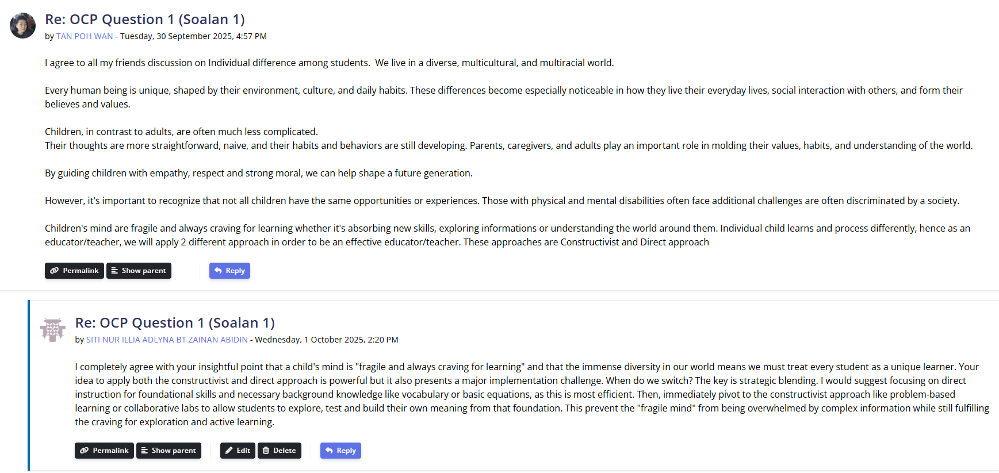 Re: OCP Question 1 (Soalan 1)
by TAN POH WAN - Tuesday, 30 September 2025, 4:57 PM
I agree to all my friends discussion on Individual difference among students.  We live in a diverse, multicultural, and multiracial world.
Every human being is unique, shaped by their environment, culture, and daily habits. These differences become especially noticeable in how they live their everyday lives, social interaction with others, and form their
believes and values.
Children, in contrast to adults, are often much less complicated.
Their thoughts are more straightforward, naive, and their habits and behaviors are still developing. Parents, caregivers, and adults play an important role in molding their values, habits, and understanding of the world.
By guiding children with empathy, respect and strong moral, we can help shape a future generation.
However, it's important to recognize that not all children have the same opportunities or experiences. Those with physical and mental disabilities often face additional challenges are often discriminated by a society.
Children's mind are fragile and always craving for learning whether it's absorbing new skills, exploring informations or understanding the world around them. Individual child learns and process differently, hence as an
educator/teacher, we will apply 2 different approach in order to be an effective educator/teacher. These approaches are Constructivist and Direct approach
Permalink Show parent Reply
Re: OCP Question 1 (Soalan 1)
by SITI NUR ILLIA ADLYNA BT ZAINAN ABIDIN - Wednesday, 1 October 2025, 2:20 PM
I completely agree with your insightful point that a child's mind is "fragile and always craving for learning" and that the immense diversity in our world means we must treat every student as a unique learner. Your
idea to apply both the constructivist and direct approach is powerful but it also presents a major implementation challenge. When do we switch? The key is strategic blending. I would suggest focusing on direct
instruction for foundational skills and necessary background knowledge like vocabulary or basic equations, as this is most efficient. Then, immediately pivot to the constructivist approach like problem-based
learning or collaborative labs to allow students to explore, test and build their own meaning from that foundation. This prevent the "fragile mind" from being overwhelmed by complex information while still fulfilling
the craving for exploration and active learning.
Permalink Show parent Edit Delete Reply